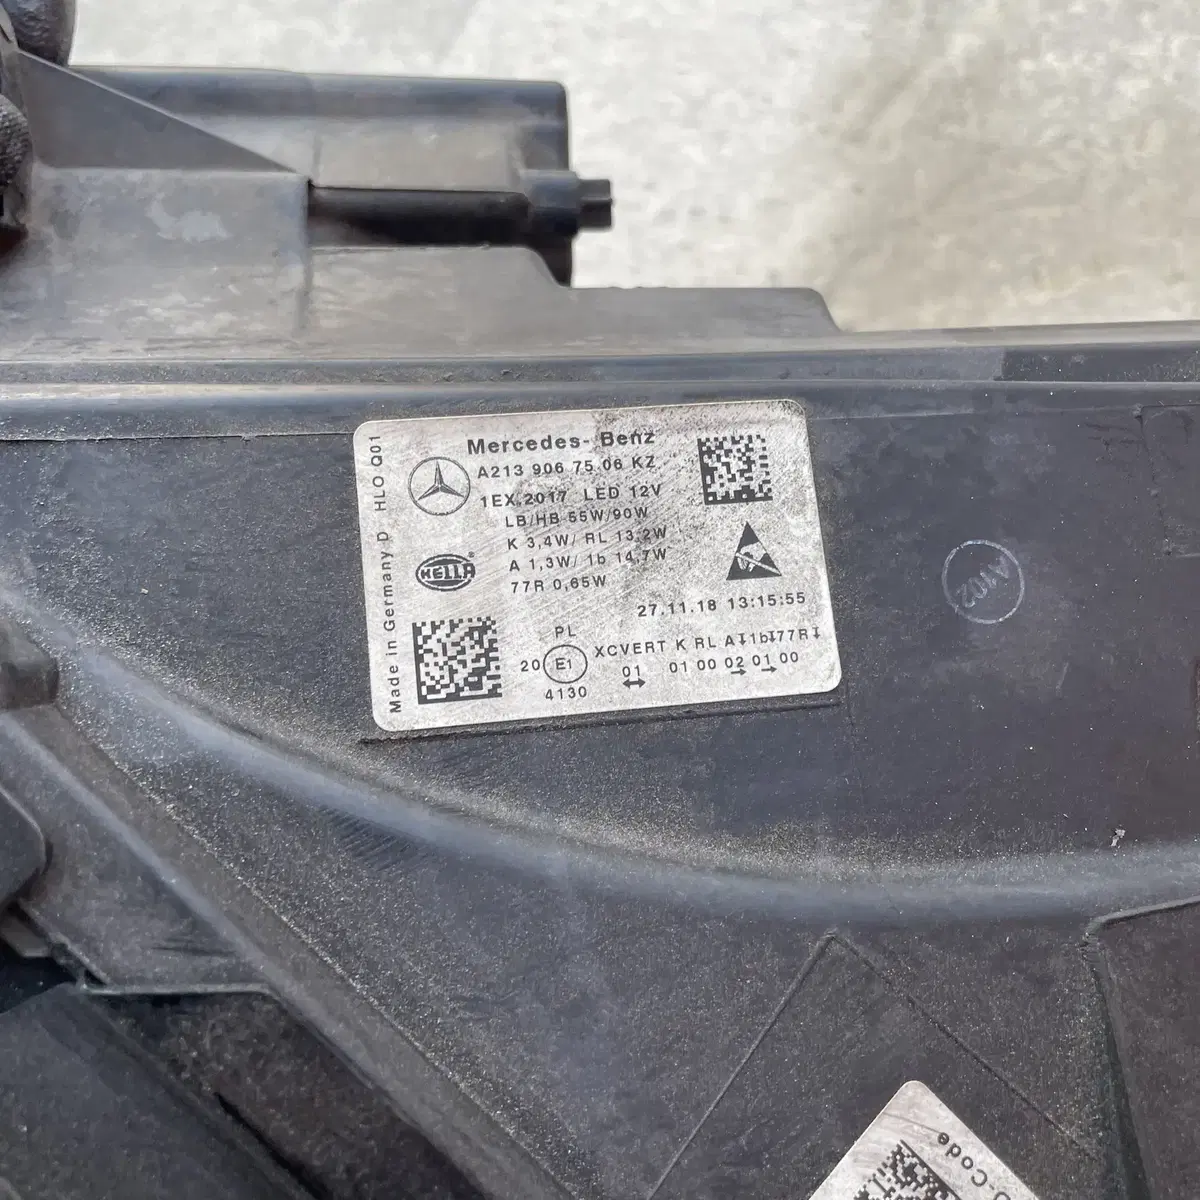 Mercedes- Benz
A213 906 75 06 KZ
1EX.2017 LED 12V
LB/HB 55W/90W
K 3,4W/ RL 13,2W
A 1,3W/ 1b 14,7W
77R 0,65W
HELLA
27.11.18 13:15:55
PL
XCVERT K RL A↧1b↧77R↧
20 E1
01 01 00 02 01 00
↔ → →
4130
Made in Germany D HLO Q01
A102
Code